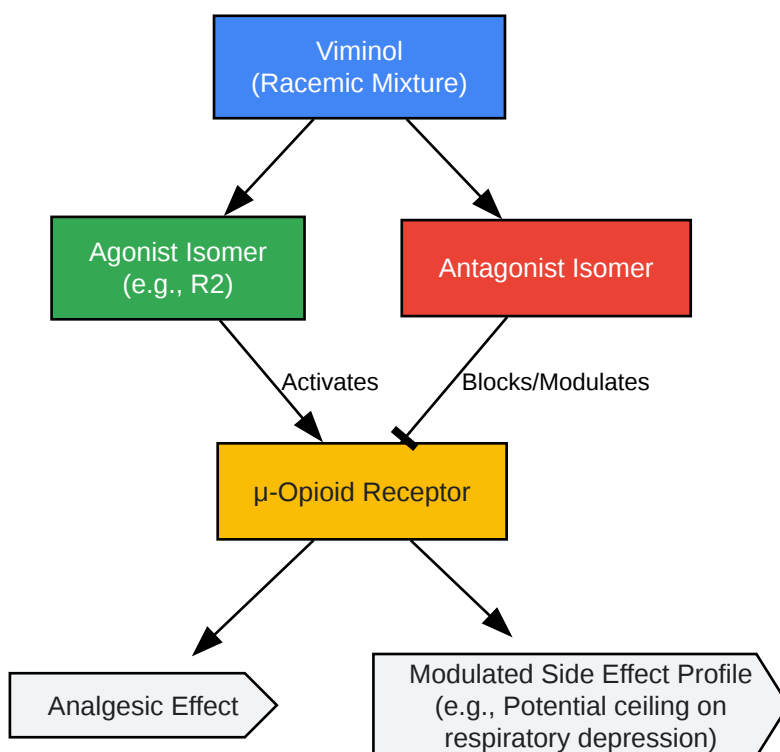 Viminol
(Racemic Mixture)
Agonist Isomer
(e.g., R2)
Antagonist Isomer
Activates
Blocks/Modulates
μ-Opioid Receptor
Analgesic Effect
Modulated Side Effect Profile
(e.g., Potential ceiling on
respiratory depression)